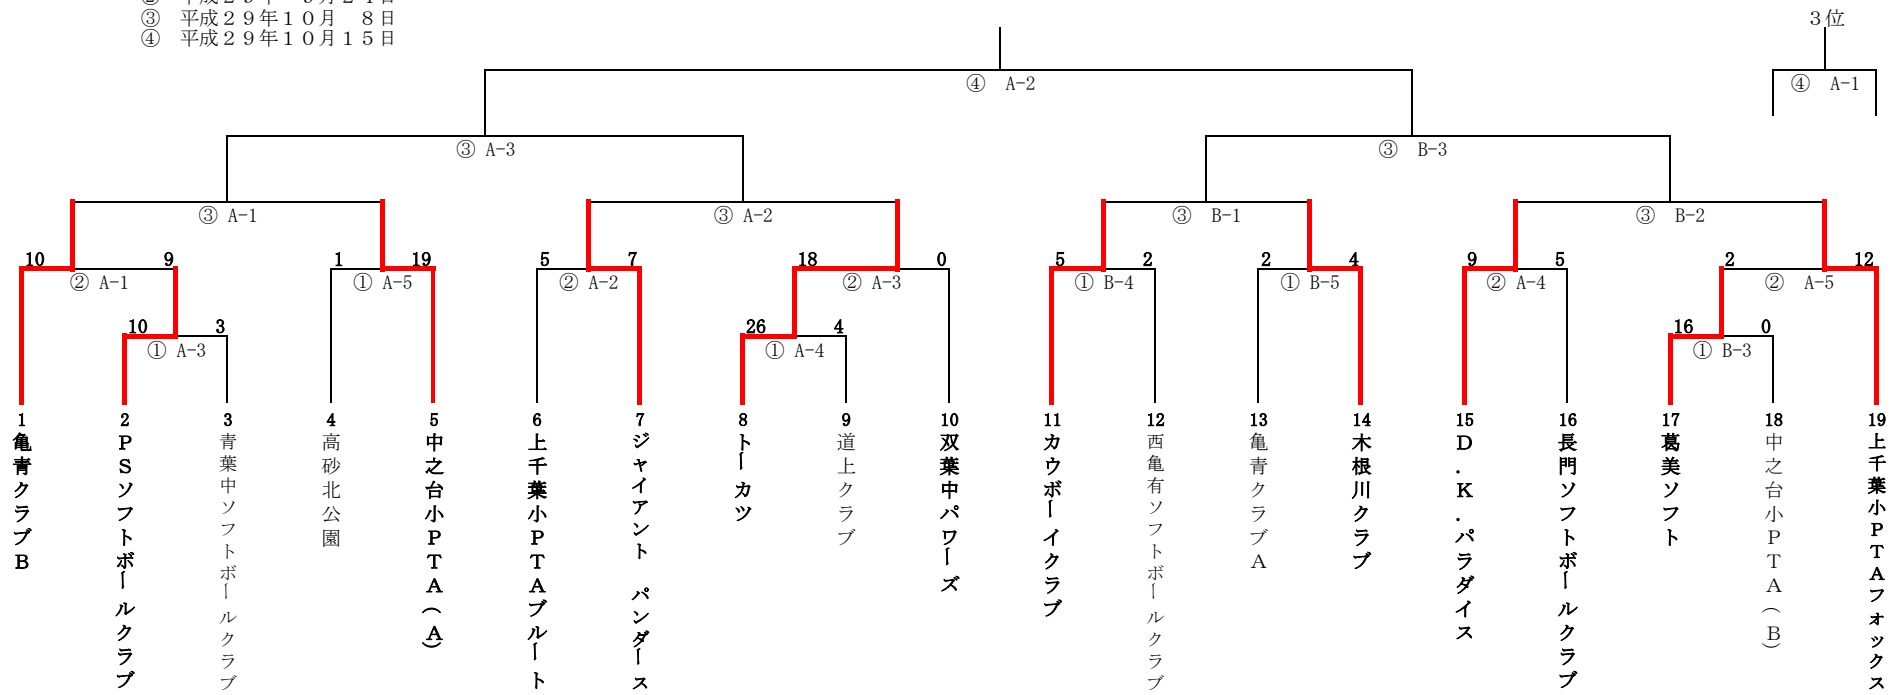 ③　平成２９年１０月　８日
④　平成２９年１０月１５日
３位
④　A-2
④　A-1
③ A-3
③　B-3
③ A-1
③ A-2
③　B-1
③　B-2
10 9 1 19 5 7 18 0 5 2 2 4 9 5 2 12
② A-1
① A-5
② A-2
② A-3
① B-4
① B-5
② A-4
②　A-5
10 3 26 4 16 0
① A-3
① A-4
① B-3
1 亀青クラブＢ
2 ＰＳソフトボールクラブ
3 青葉中ソフトボールクラブ
4 高砂北公園
5 中之台小ＰＴＡ（Ａ）
6 上千葉小ＰＴＡブルート
7 ジャイアント　パンダース
8 トーカツ
9 道上クラブ
10 双葉中パワーズ
11 カウボーイクラブ
12 西亀有ソフトボールクラブ
13 亀青クラブＡ
14 木根川クラブ
15 Ｄ．Ｋ．パラダイス
16 長門ソフトボールクラブ
17 葛美ソフト
18 中之台小ＰＴＡ（Ｂ）
19 上千葉小ＰＴＡフォックス